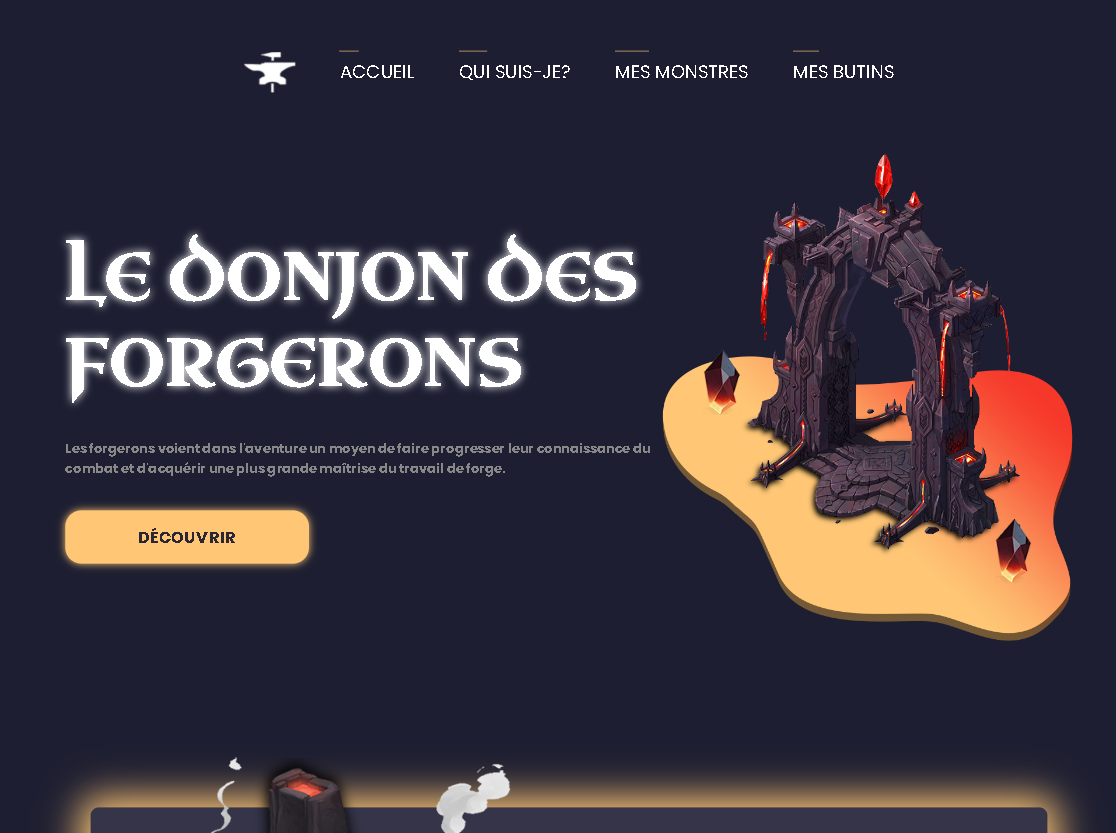 ACCUEIL QUI SUIS-JE? MES MONSTRES MES BUTINS
LE DONJON DES
FORGERONS
Les forgerons voient dans l'aventure un moyen de faire progresser leur connaissance du
combat et d'acquérir une plus grande maîtrise du travail de forge.
DÉCOUVRIR